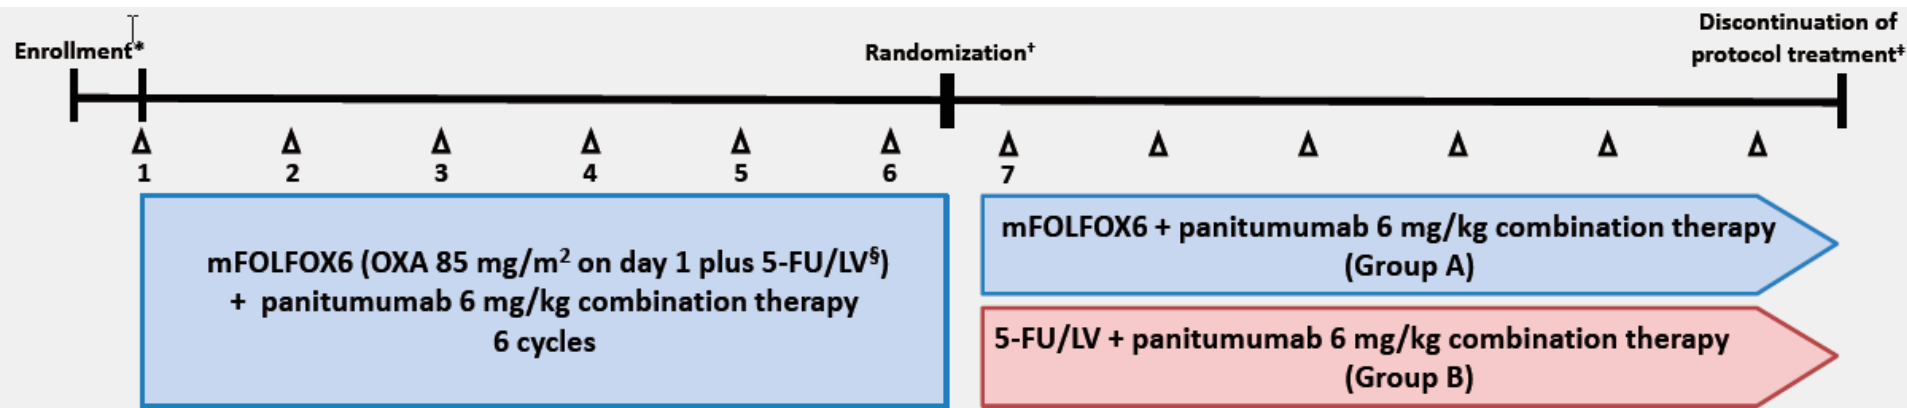 Discontinuation of
Enrollment* Randomization† protocol treatment‡
1 2 3 4 5 6 7
mFOLFOX6 (OXA 85 mg/m² on day 1 plus 5-FU/LV§)
+ panitumumab 6 mg/kg combination therapy
6 cycles
mFOLFOX6 + panitumumab 6 mg/kg combination therapy
(Group A)
5-FU/LV + panitumumab 6 mg/kg combination therapy
(Group B)